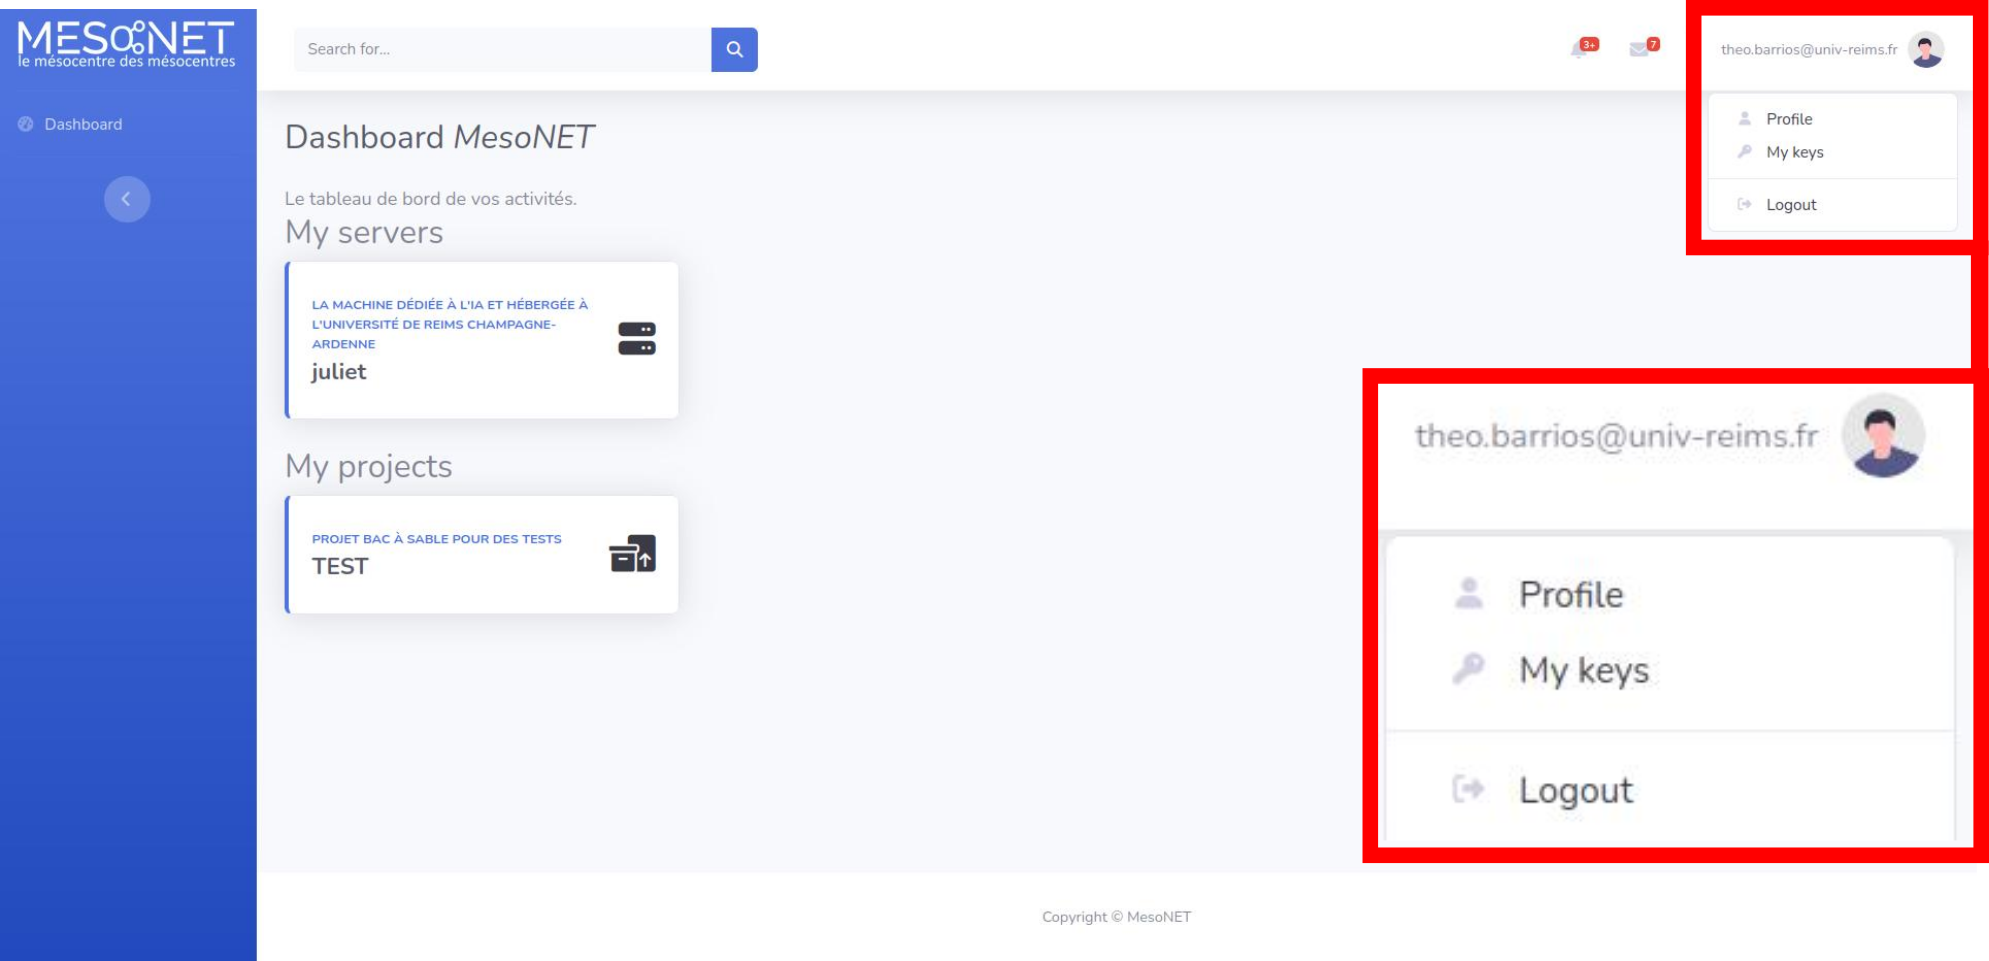 MESONET
le mésocentre des mésocentres
Search for...
3+
7
theo.barrios@univ-reims.fr
Profile
My keys
Logout
Dashboard
Dashboard MesoNET
Le tableau de bord de vos activités.
My servers
LA MACHINE DÉDIÉE À L'IA ET HÉBERGÉE À
L'UNIVERSITÉ DE REIMS CHAMPAGNE-
ARDENNE
juliet
My projects
PROJET BAC À SABLE POUR DES TESTS
TEST
theo.barrios@univ-reims.fr
Profile
My keys
Logout
Copyright © MesoNET